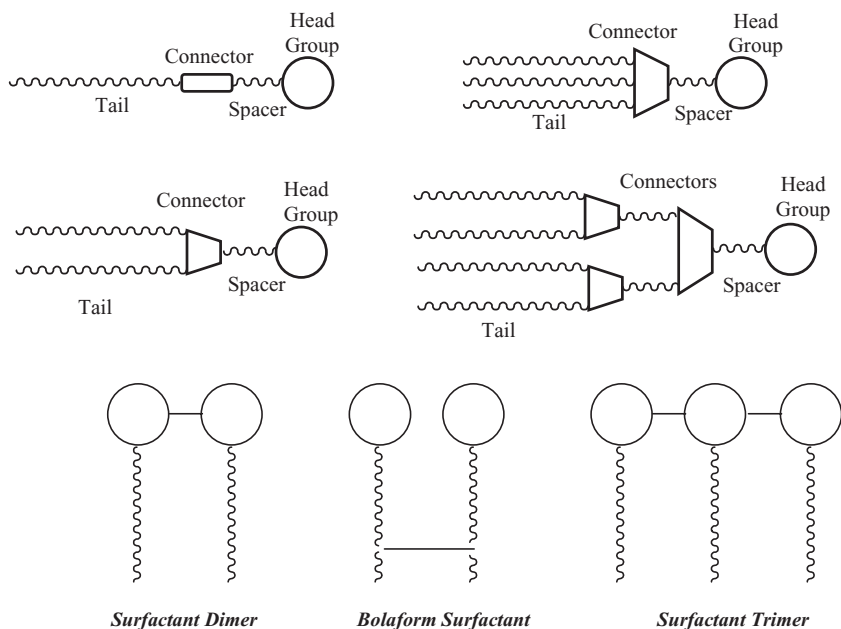 Head
Group
Connector
Tail
Spacer
Head
Group
Connector
Tail
Spacer
Head
Group
Connector
Spacer
Tail
Connectors
Head
Group
Spacer
Tail
Surfactant Dimer
Bolaform Surfactant
Surfactant Trimer